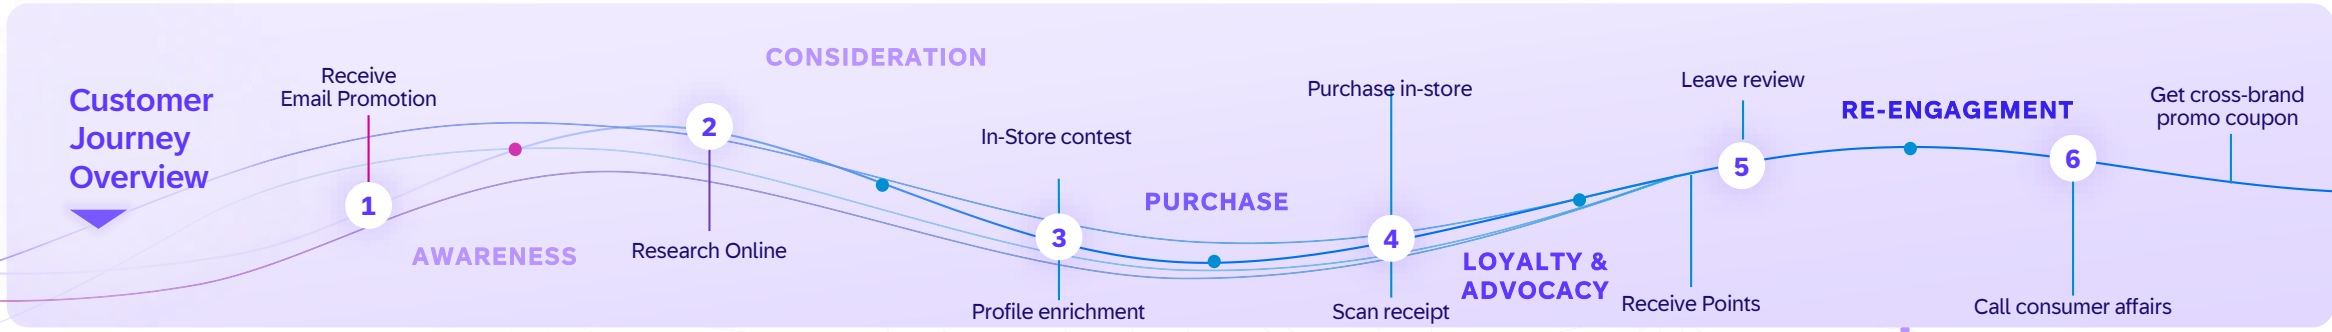 Customer
Journey
Overview
Receive
Email Promotion
1
AWARENESS
2
Research Online
CONSIDERATION
In-Store contest
3
Profile enrichment
PURCHASE
Purchase in-store
4
Scan receipt
LOYALTY &
ADVOCACY
Receive Points
Leave review
5
RE-ENGAGEMENT
6
Call consumer affairs
Get cross-brand
promo coupon